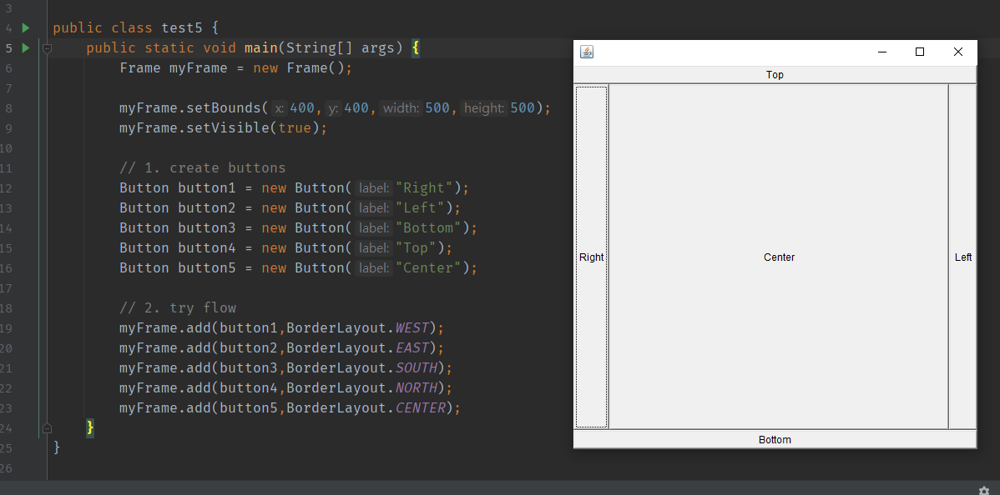 3
4 public class test5 {
5 public static void main(String[] args) {
6 Frame myFrame = new Frame();
7
8 myFrame.setBounds( x: 400, y: 400, width: 500, height: 500);
9 myFrame.setVisible(true);
10
11 // 1. create buttons
12 Button button1 = new Button( label: "Right");
13 Button button2 = new Button( label: "Left");
14 Button button3 = new Button( label: "Bottom");
15 Button button4 = new Button( label: "Top");
16 Button button5 = new Button( label: "Center");
17
18 // 2. try flow
19 myFrame.add(button1,BorderLayout.WEST);
20 myFrame.add(button2,BorderLayout.EAST);
21 myFrame.add(button3,BorderLayout.SOUTH);
22 myFrame.add(button4,BorderLayout.NORTH);
23 myFrame.add(button5,BorderLayout.CENTER);
24 }
25 }
26
Top
Right Center Left
Bottom